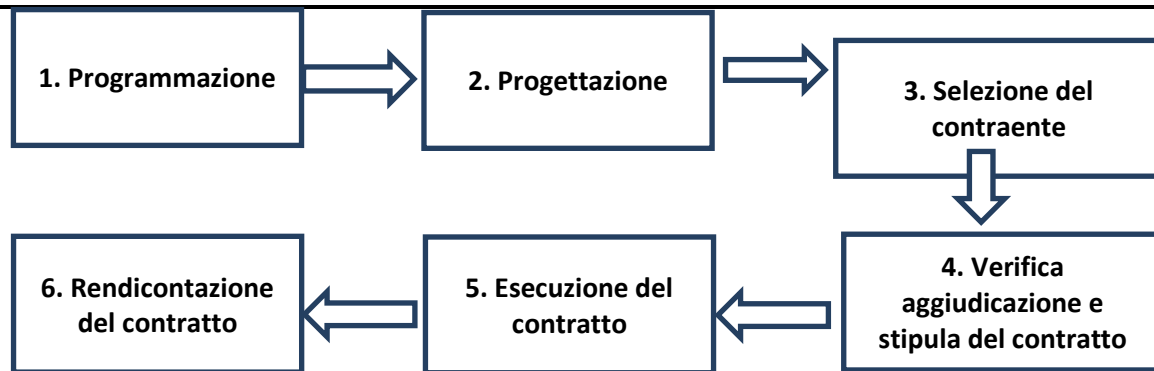 1. Programmazione
2. Progettazione
3. Selezione del
contraente
4. Verifica
aggiudicazione e
stipula del contratto
5. Esecuzione del
contratto
6. Rendicontazione
del contratto